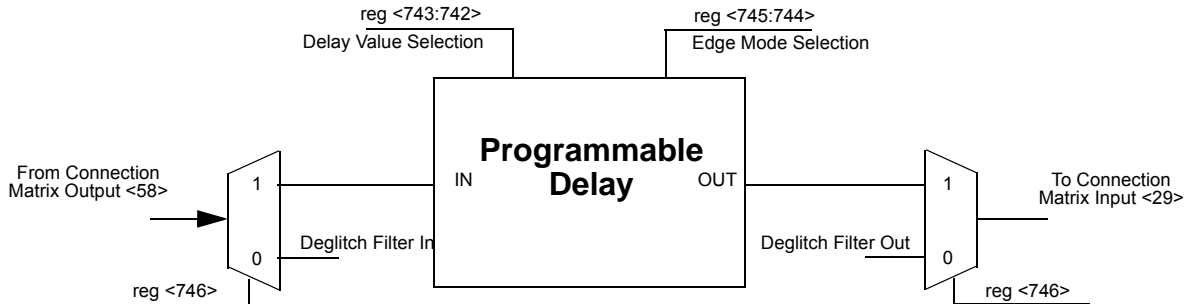 reg <743:742>
Delay Value Selection
reg <745:744>
Edge Mode Selection
Programmable
Delay
IN
OUT
From Connection
Matrix Output <58>
1
0
Deglitch Filter In
reg <746>
Deglitch Filter Out
1
0
To Connection
Matrix Input <29>
reg <746>